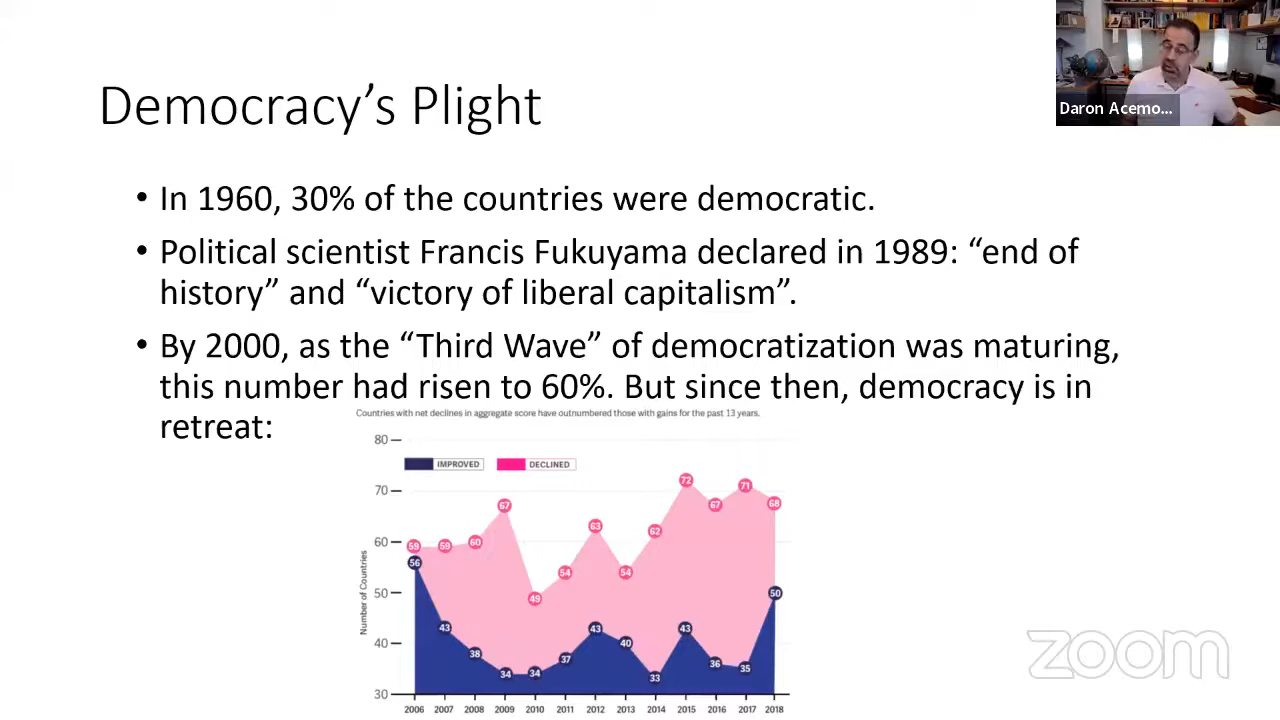 Democracy’s Plight
Daron Acemo...
• In 1960, 30% of the countries were democratic.
• Political scientist Francis Fukuyama declared in 1989: “end of
history” and “victory of liberal capitalism”.
• By 2000, as the “Third Wave” of democratization was maturing,
this number had risen to 60%. But since then, democracy is in
retreat:
Countries with net declines in aggregate score have outnumbered those with gains for the past 13 years.
IMPROVED DECLINED
Number of Countries
80
70
60
50
40
30
59 59 60 67 49 54 63 54 62 72 67 71 68
56 43 38 34 34 37 43 40 33 43 36 35 50
2006 2007 2008 2009 2010 2011 2012 2013 2014 2015 2016 2017 2018
zoom